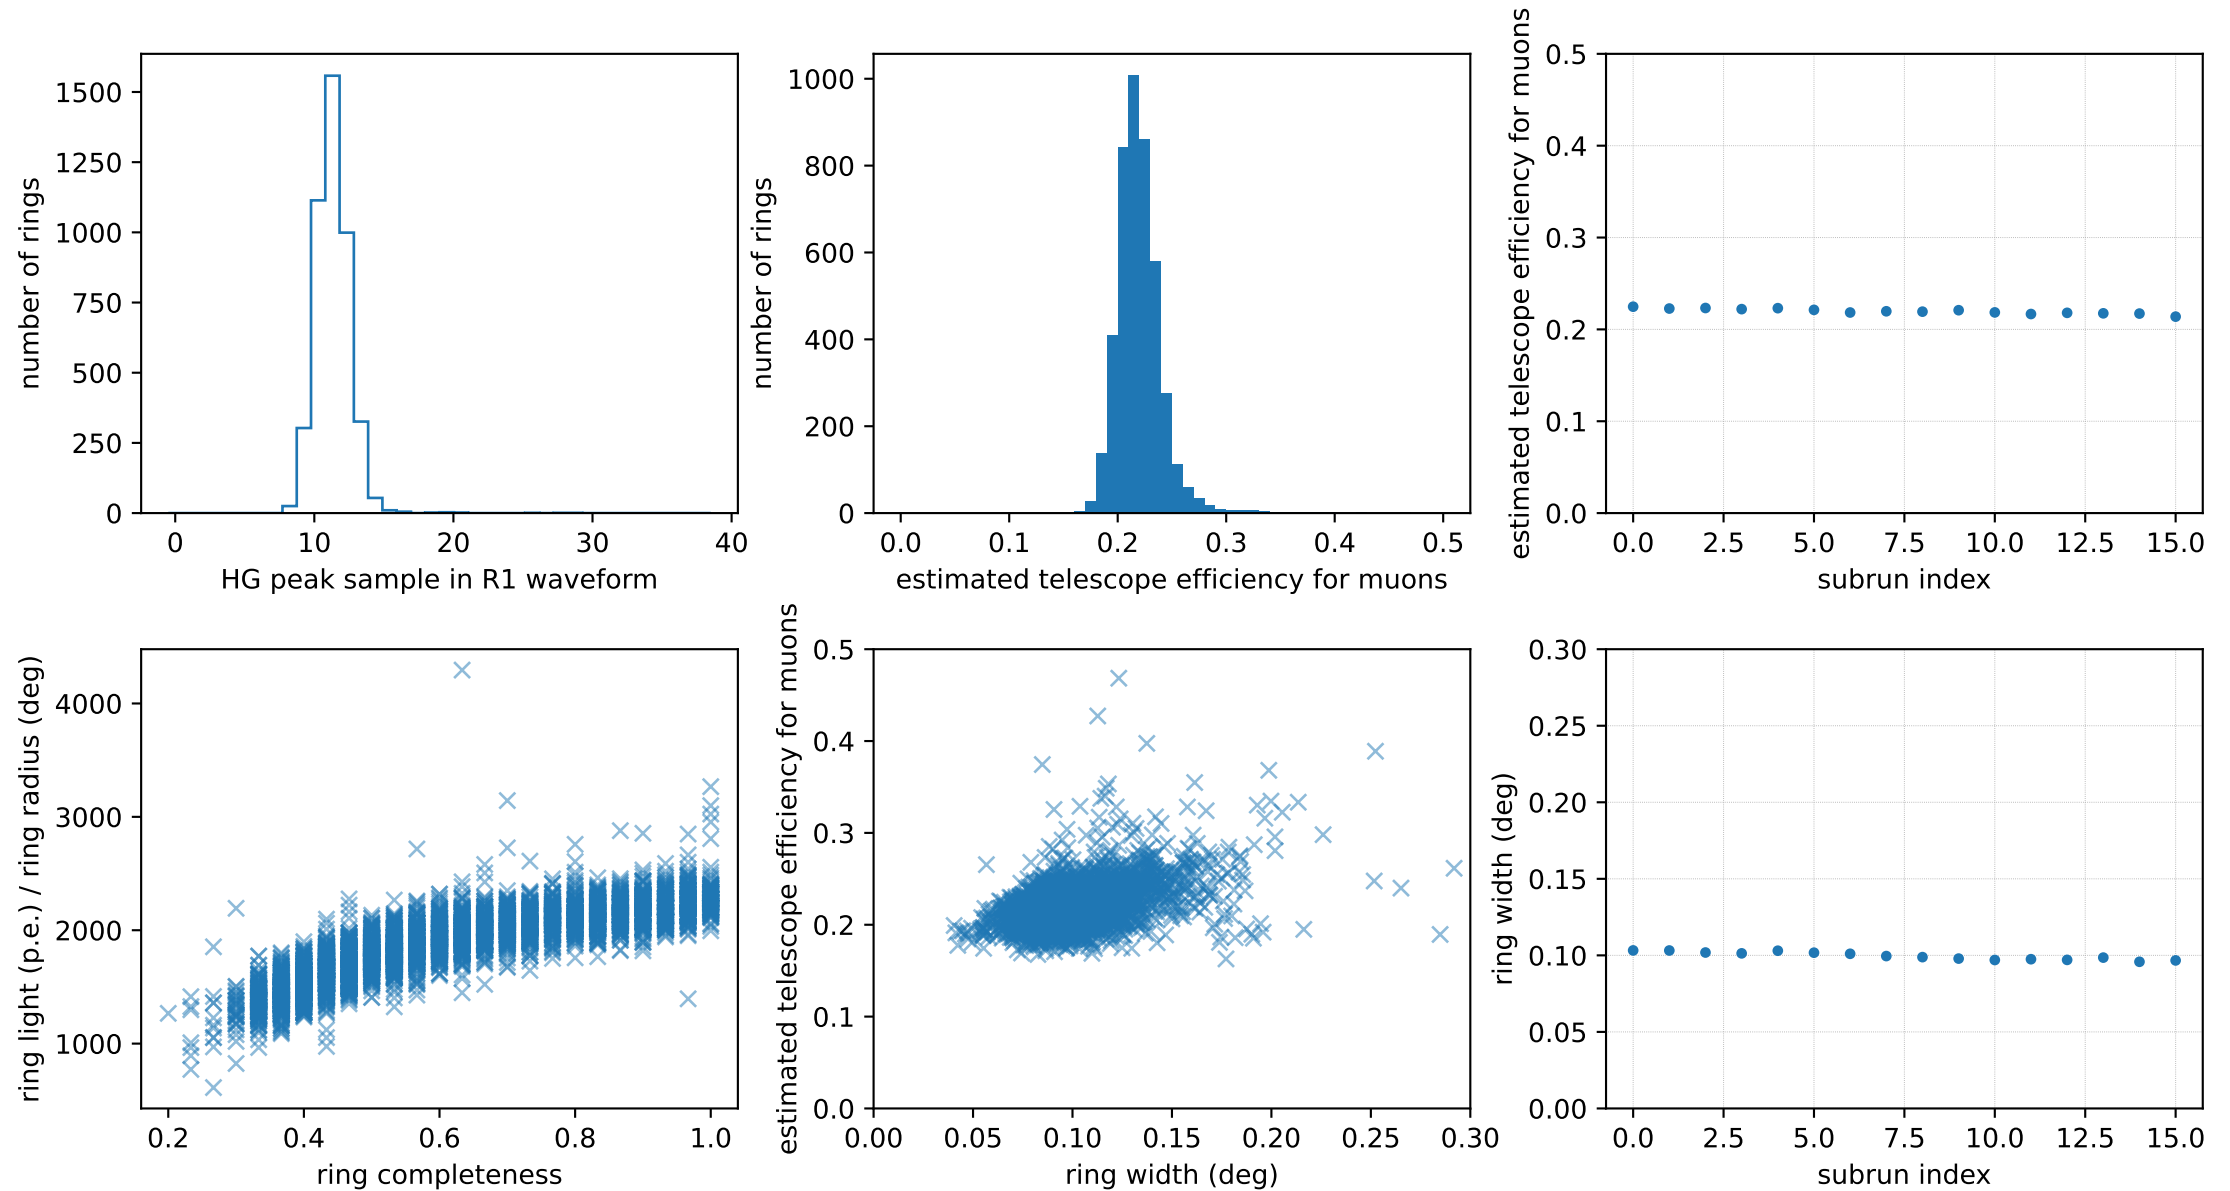 number of rings
1500
1250
1000
750
500
250
0
0 10 20 30 40
HG peak sample in R1 waveform
number of rings
1000
800
600
400
200
0
0.0 0.1 0.2 0.3 0.4 0.5
estimated telescope efficiency for muons
estimated telescope efficiency for muons
0.5
0.4
0.3
0.2
0.1
0.0
0.0 2.5 5.0 7.5 10.0 12.5 15.0
subrun index
ring light (p.e.) / ring radius (deg)
4000
3000
2000
1000
0.2 0.4 0.6 0.8 1.0
ring completeness
estimated telescope efficiency for muons
0.5
0.4
0.3
0.2
0.1
0.0
0.00 0.05 0.10 0.15 0.20 0.25 0.30
ring width (deg)
ring width (deg)
0.30
0.25
0.20
0.15
0.10
0.05
0.00
0.0 2.5 5.0 7.5 10.0 12.5 15.0
subrun index